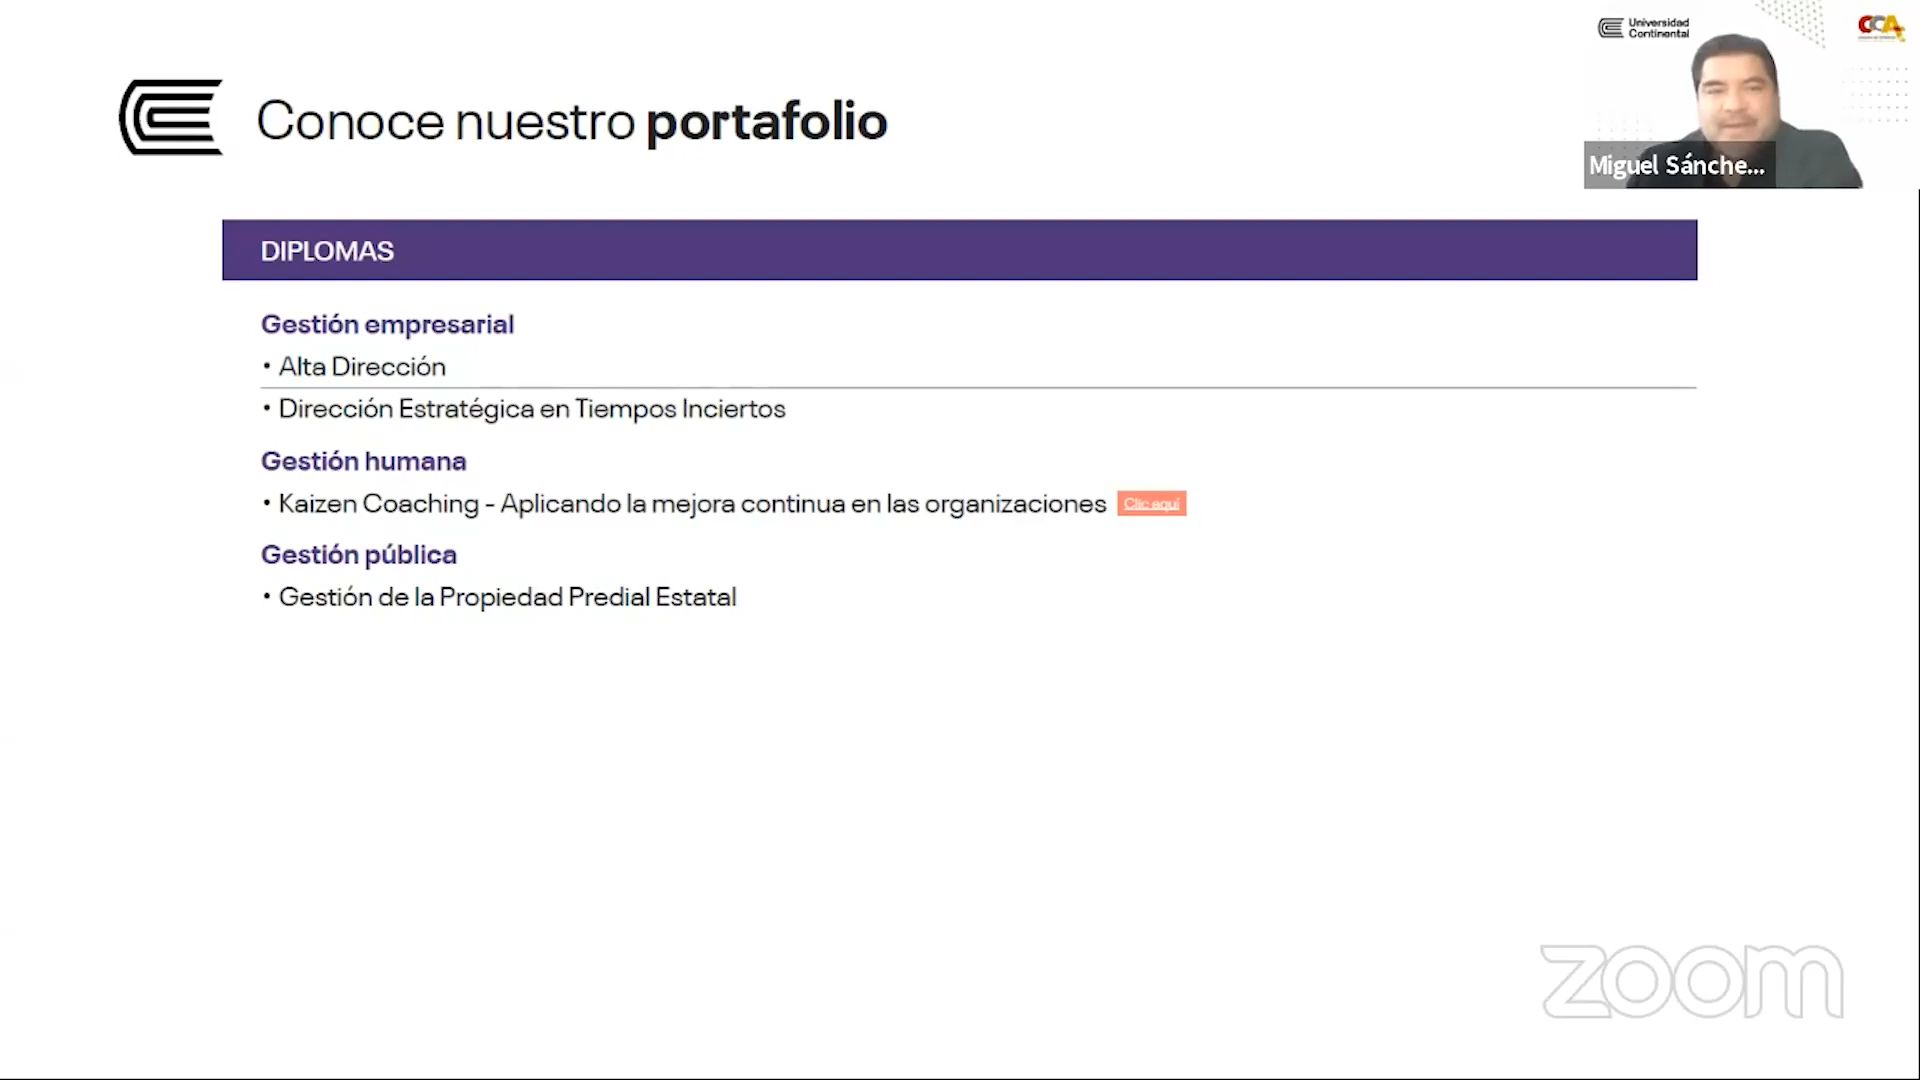 Universidad
Continental
CCA
Conoce nuestro portafolio
Miguel Sánche...
DIPLOMAS
Gestión empresarial
• Alta Dirección
• Dirección Estratégica en Tiempos Inciertos
Gestión humana
• Kaizen Coaching - Aplicando la mejora continua en las organizaciones Clic aquí
Gestión pública
• Gestión de la Propiedad Predial Estatal
zoom